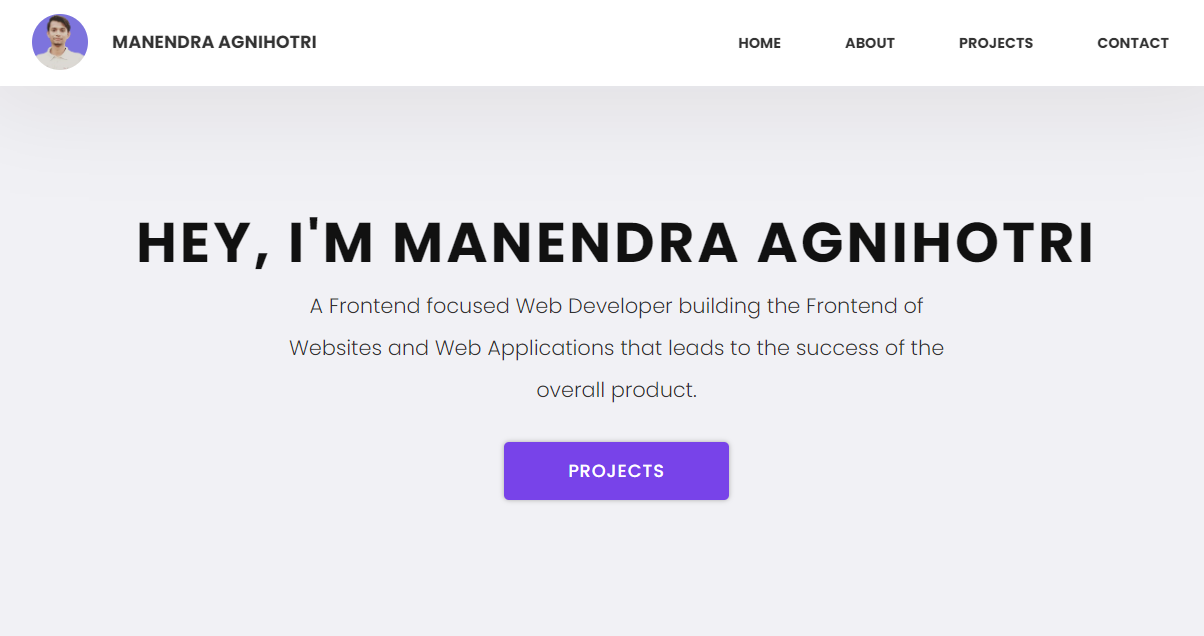 MANENDRA AGNIHOTRI
HOME
ABOUT
PROJECTS
CONTACT
HEY, I'M MANENDRA AGNIHOTRI
A Frontend focused Web Developer building the Frontend of
Websites and Web Applications that leads to the success of the
overall product.
PROJECTS